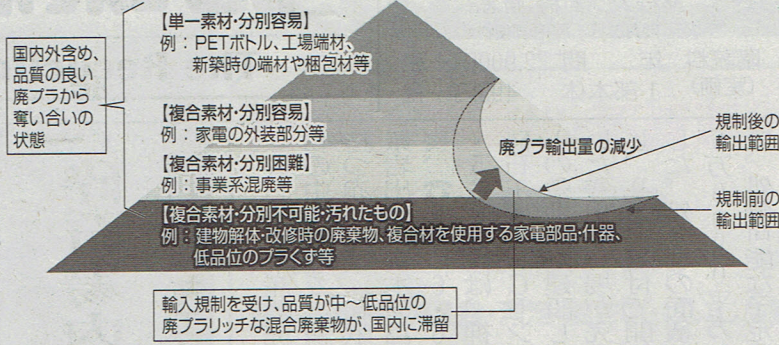 【単一素材・分別容易】
例：PETボトル、工場端材、
新築時の端材や梱包材等
国内外含め、
品質の良い
廃プラから
奪い合いの
状態
【複合素材・分別容易】
例：家電の外装部分等
【複合素材・分別困難】
例：事業系混廃等
廃プラ輸出量の減少
規制後の
輸出範囲
規制前の
輸出範囲
【複合素材・分別不可能・汚れたもの】
例：建物解体・改修時の廃棄物、複合材を使用する家電部品・什器、
低品位のプラくず等
輸入規制を受け、品質が中～低品位の
廃プラリッチな混合廃棄物が、国内に滞留